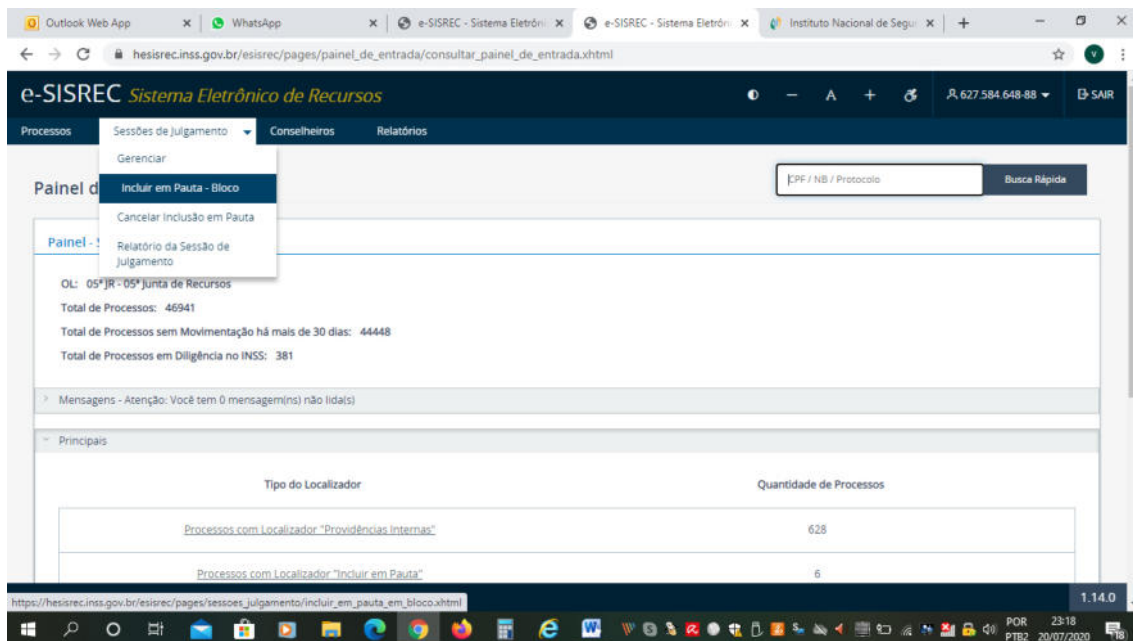 Outlook Web App
WhatsApp
e-SISREC - Sistema Eletrôni
e-SISREC - Sistema Eletrôni
Instituto Nacional de Segu
hesisrec.inss.gov.br/esisrec/pages/painel_de_entrada/consultar_painel_de_entrada.xhtml
V
e-SISREC Sistema Eletrônico de Recursos
— A +
627.584.648-88
SAIR
Processos
Sessões de Julgamento
Conselheiros
Relatórios
Gerenciar
Incluir em Pauta - Bloco
Cancelar Inclusão em Pauta
Relatório da Sessão de
Julgamento
Painel d
CPF / NB / Protocolo
Busca Rápida
Painel -
OL: 05ª JR - 05ª Junta de Recursos
Total de Processos: 46941
Total de Processos sem Movimentação há mais de 30 dias: 44448
Total de Processos em Diligência no INSS: 381
Mensagens - Atenção: Você tem 0 mensagem(ns) não lida(s)
Principais
Tipo do Localizador
Quantidade de Processos
Processos com Localizador "Providências Internas"
628
Processos com Localizador "Incluir em Pauta"
6
https://hesisrec.inss.gov.br/esisrec/pages/sessoes_julgamento/incluir_em_pauta_em_bloco.xhtml
1.14.0
POR
PTB2
23:18
20/07/2020